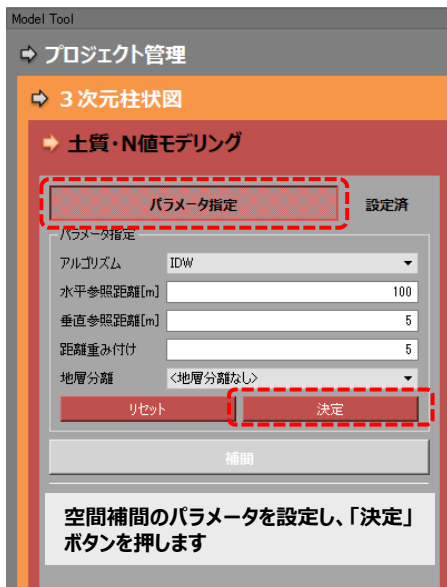 Model Tool
⇨ プロジェクト管理
⇨ 3次元柱状図
➡ 土質・N値モデリング
パラメータ指定 設定済
パラメータ指定
アルゴリズム IDW
水平参照距離[m] 100
垂直参照距離[m] 5
距離重み付け 5
地層分離 <地層分離なし>
リセット 決定
補間
空間補間のパラメータを設定し、「決定」
ボタンを押します